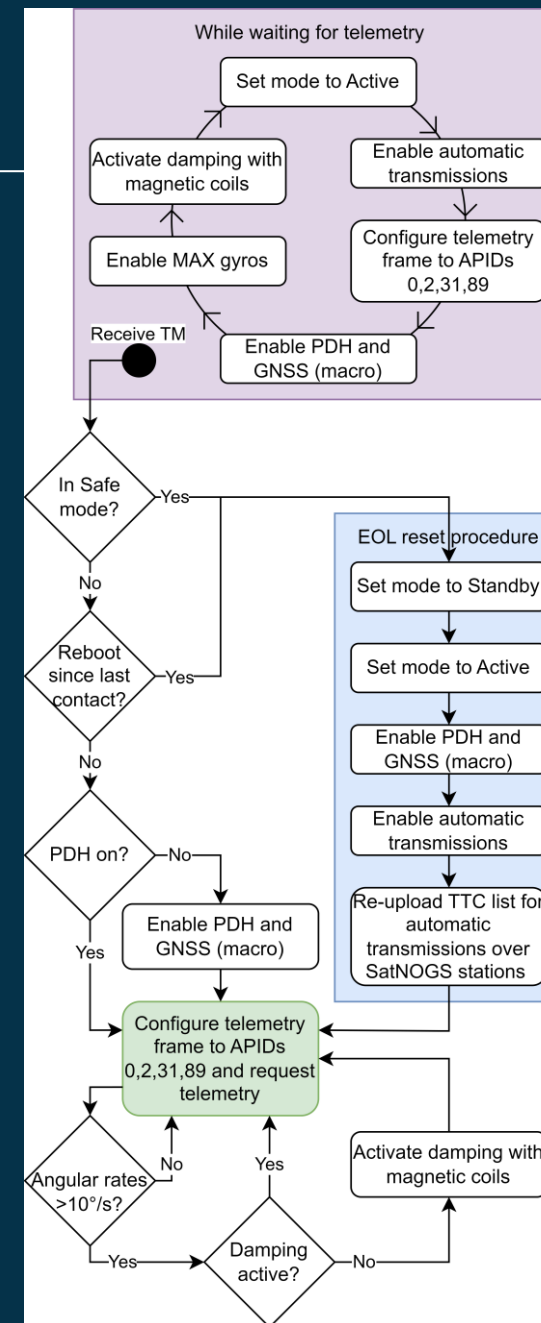 While waiting for telemetry
Set mode to Active
Activate damping with
magnetic coils
Enable automatic
transmissions
Enable MAX gyros
Configure telemetry
frame to APIDs
0,2,31,89
Receive TM
Enable PDH and
GNSS (macro)
In Safe
mode?
Yes
No
EOL reset procedure
Set mode to Standby
Reboot
since last
contact?
Yes
No
Set mode to Active
Enable PDH and
GNSS (macro)
Enable automatic
transmissions
Re-upload TTC list for
automatic
transmissions over
SatNOGS stations
PDH on?
No
Yes
Enable PDH and
GNSS (macro)
Configure telemetry
frame to APIDs
0,2,31,89 and request
telemetry
Angular rates
>10°/s?
No
Yes
Yes
Damping
active?
No
Activate damping with
magnetic coils